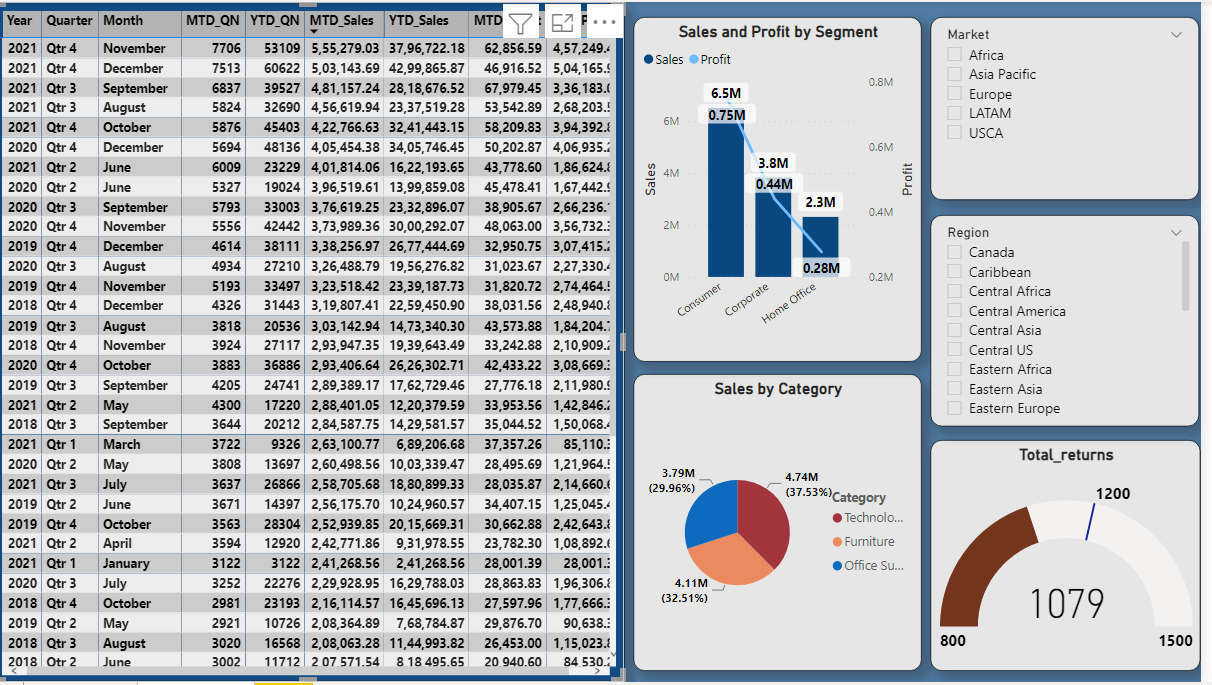 Year Quarter Month MTD_QN YTD_QN MTD_Sales YTD_Sales MTD
2021 Qtr 4 November 7706 53109 5,55,279.03 37,96,722.18 62,856.59 4,57,249.
2021 Qtr 4 December 7513 60622 5,03,143.69 42,99,865.87 46,916.52 5,04,165.
2021 Qtr 3 September 6837 39527 4,81,157.24 28,18,676.52 67,979.45 3,36,183.
2021 Qtr 3 August 5824 32690 4,56,619.94 23,37,519.28 53,542.89 2,68,203.
2021 Qtr 4 October 5876 45403 4,22,766.63 32,41,443.15 58,209.83 3,94,392.
2020 Qtr 4 December 5694 48136 4,05,454.38 34,05,746.45 50,202.87 4,06,935.
2021 Qtr 2 June 6009 23229 4,01,814.06 16,22,193.65 43,778.60 1,86,624.
2020 Qtr 2 June 5327 19024 3,96,519.61 13,99,859.08 45,478.41 1,67,442.
2020 Qtr 3 September 5793 33003 3,76,619.25 23,32,896.07 38,905.67 2,66,236.
2020 Qtr 4 November 5556 42442 3,73,989.36 30,00,292.07 48,063.00 3,56,732.
2019 Qtr 4 December 4614 38111 3,38,256.97 26,77,444.69 32,950.75 3,07,415.
2020 Qtr 3 August 4934 27210 3,26,488.79 19,56,276.82 31,023.67 2,27,330.
2019 Qtr 4 November 5193 33497 3,23,518.42 23,39,187.73 31,820.72 2,74,464.
2018 Qtr 4 December 4326 31443 3,19,807.41 22,59,450.90 38,031.56 2,48,940.
2019 Qtr 3 August 3818 20536 3,03,142.94 14,73,340.30 43,573.88 1,84,204.
2018 Qtr 4 November 3924 27117 2,93,947.35 19,39,643.49 33,242.88 2,10,909.
2020 Qtr 4 October 3883 36886 2,93,406.64 26,26,302.71 42,433.22 3,08,669.
2019 Qtr 3 September 4205 24741 2,89,389.17 17,62,729.46 27,776.18 2,11,980.
2021 Qtr 2 May 4300 17220 2,88,401.05 12,20,379.59 33,953.56 1,42,846.
2018 Qtr 3 September 3644 20212 2,84,587.75 14,29,581.57 35,044.52 1,50,068.
2021 Qtr 1 March 3722 9326 2,63,100.77 6,89,206.68 37,357.26 85,110.
2020 Qtr 2 May 3808 13697 2,60,498.56 10,03,339.47 28,495.69 1,21,964.
2021 Qtr 3 July 3637 26866 2,58,705.68 18,80,899.33 28,035.87 2,14,660.
2019 Qtr 2 June 3671 14397 2,56,175.70 10,24,960.57 34,407.15 1,25,045.
2019 Qtr 4 October 3563 28304 2,52,939.85 20,15,669.31 30,662.88 2,42,643.
2021 Qtr 2 April 3594 12920 2,42,771.86 9,31,978.55 23,782.30 1,08,892.
2021 Qtr 1 January 3122 3122 2,41,268.56 2,41,268.56 28,001.39 28,001.
2020 Qtr 3 July 3252 22276 2,29,928.95 16,29,788.03 28,863.83 1,96,306.
2018 Qtr 4 October 2981 23193 2,16,114.57 16,45,696.13 27,597.96 1,77,666.
2019 Qtr 2 May 2921 10726 2,08,364.89 7,68,784.87 29,876.70 90,638.
2018 Qtr 3 August 3020 16568 2,08,063.28 11,44,993.82 26,453.00 1,15,023.
2018 Qtr 2 June 3002 11712 2,07,571.54 8,18,495.65 20,940.60 84,530.
Sales and Profit by Segment
Sales Profit
0.8M
6.5M
0.75M
6M
0.6M
3.8M
4M
0.44M
Sales
Profit
2.3M
0.4M
2M
0.28M
0M
0.2M
Consumer
Corporate
Home Office
Sales by Category
3.79M
(29.96%)
4.74M
(37.53%)
Category
Technolo...
Furniture
Office Su...
4.11M
(32.51%)
Market
Africa
Asia Pacific
Europe
LATAM
USCA
Region
Canada
Caribbean
Central Africa
Central America
Central Asia
Central US
Eastern Africa
Eastern Asia
Eastern Europe
Total_returns
1200
1079
800
1500